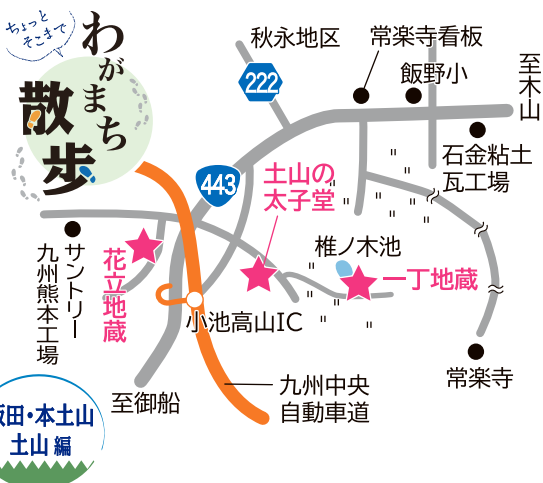 ちょっと
そこまで
わがまち
散歩
秋永地区
常楽寺看板
飯野小
至木山
222
石金粘土
瓦工場
443
土山の
太子堂
椎ノ木池
一丁地蔵
花立地蔵
サントリー
九州熊本工場
小池高山IC
常楽寺
至御船
九州中央
自動車道
飯田・本土山
土山 編